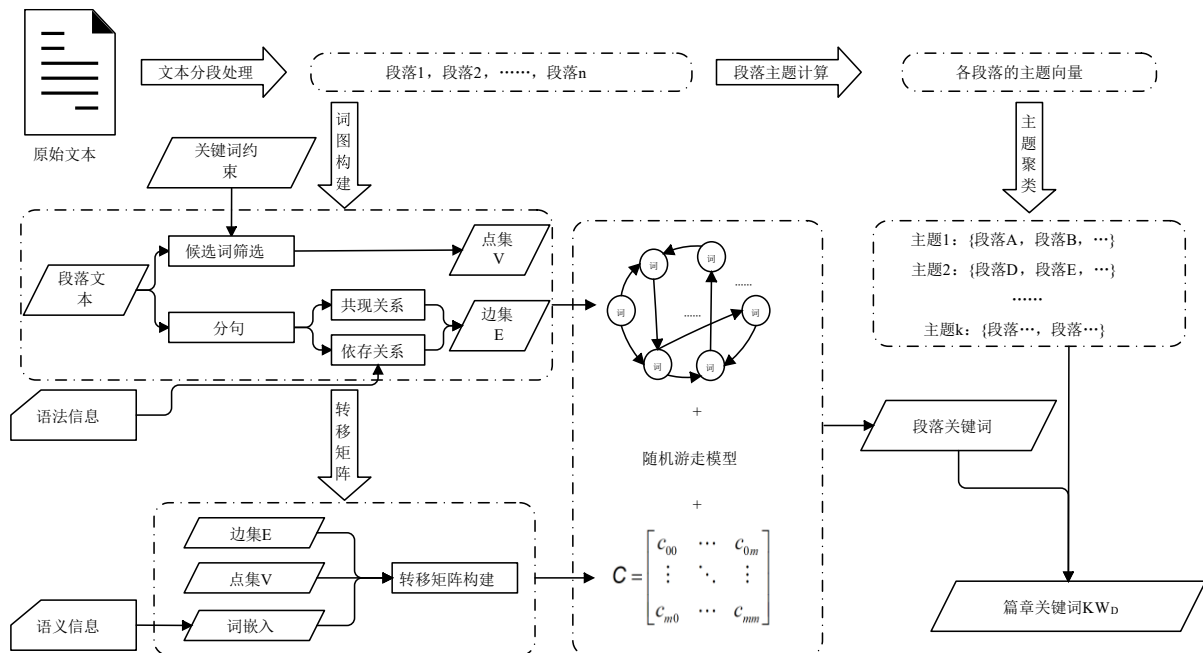 原始文本
文本分段处理
段落1，段落2，……，段落n
段落主题计算
各段落的主题向量
词
图
构
建
主
题
聚
类
关键词约
束
候选词筛选
点集
V
段落文
本
分句
共现关系
依存关系
边集
E
语法信息
转
移
矩
阵
边集E
点集V
词嵌入
转移矩阵构建
语义信息
词
词
词
词
词
词
……
……
+
随机游走模型
+
C = [ c00 ⋯ c0m
⋮ ⋱ ⋮
cm0 ⋯ cmm ]
主题1：{段落A，段落B，…}
主题2：{段落D，段落E，…}
……
主题k：{段落…，段落…}
段落关键词
篇章关键词KWD